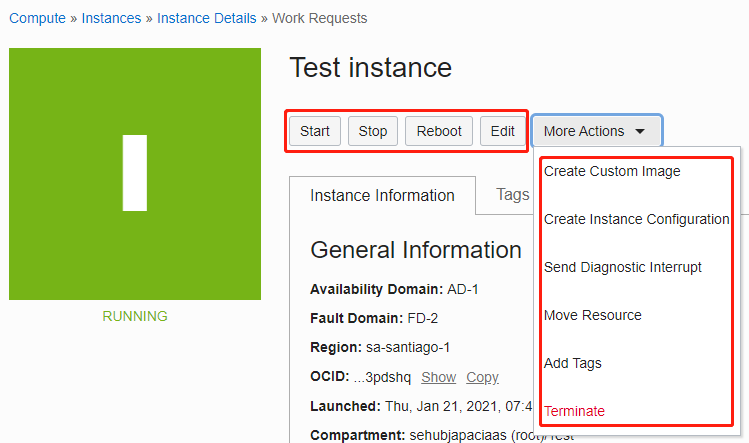 Compute » Instances » Instance Details » Work Requests
Test instance
Start Stop Reboot Edit More Actions
Create Custom Image
Create Instance Configuration
Send Diagnostic Interrupt
Move Resource
Add Tags
Terminate
Instance Information Tags
General Information
Availability Domain: AD-1
Fault Domain: FD-2
Region: sa-santiago-1
OCID: ...3pdshq Show Copy
Launched: Thu, Jan 21, 2021, 07:4
Compartment: sehubjapaciaas (root)/Test
RUNNING